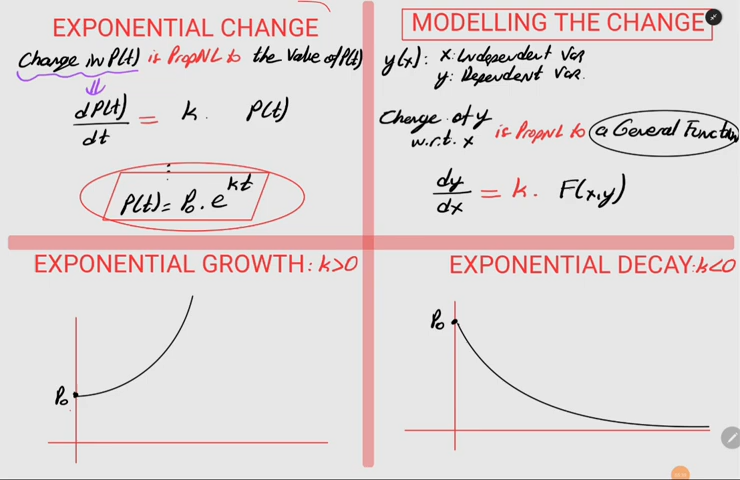 EXPONENTIAL CHANGE
Change in P(t) is PropNL to the Value of P(t)
dP(t)/dt = k. P(t)
P(t) = P₀ . e^kt
MODELLING THE CHANGE
y(x): x: Independent Var
y: Dependent Var.
Change of y w.r.t. x is PropNL to a General Function
dy/dx = k. F(x,y)
EXPONENTIAL GROWTH: k>0
P₀
EXPONENTIAL DECAY: k<0
P₀